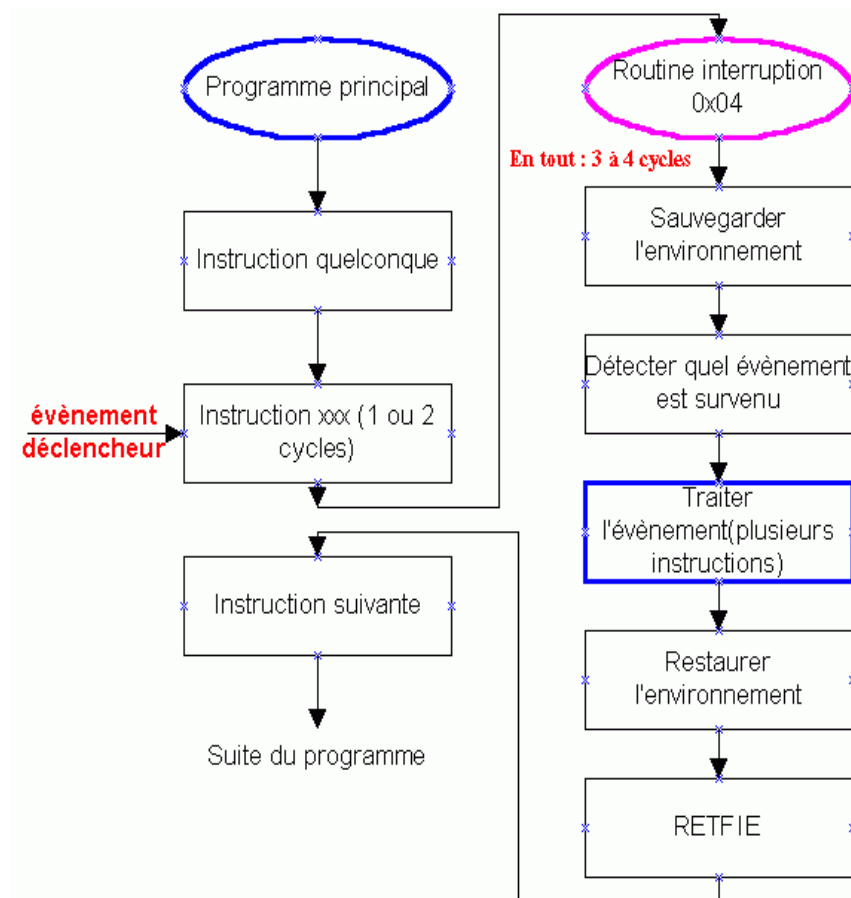 Programme principal
Instruction quelconque
évènement
déclencheur
Instruction xxx (1 ou 2
cycles)
Instruction suivante
Suite du programme
Routine interruption
0x04
En tout : 3 à 4 cycles
Sauvegarder
l'environnement
Détecter quel évènement
est survenu
Traiter
l'évènement(plusieurs
instructions)
Restaurer
l'environnement
RETFIE